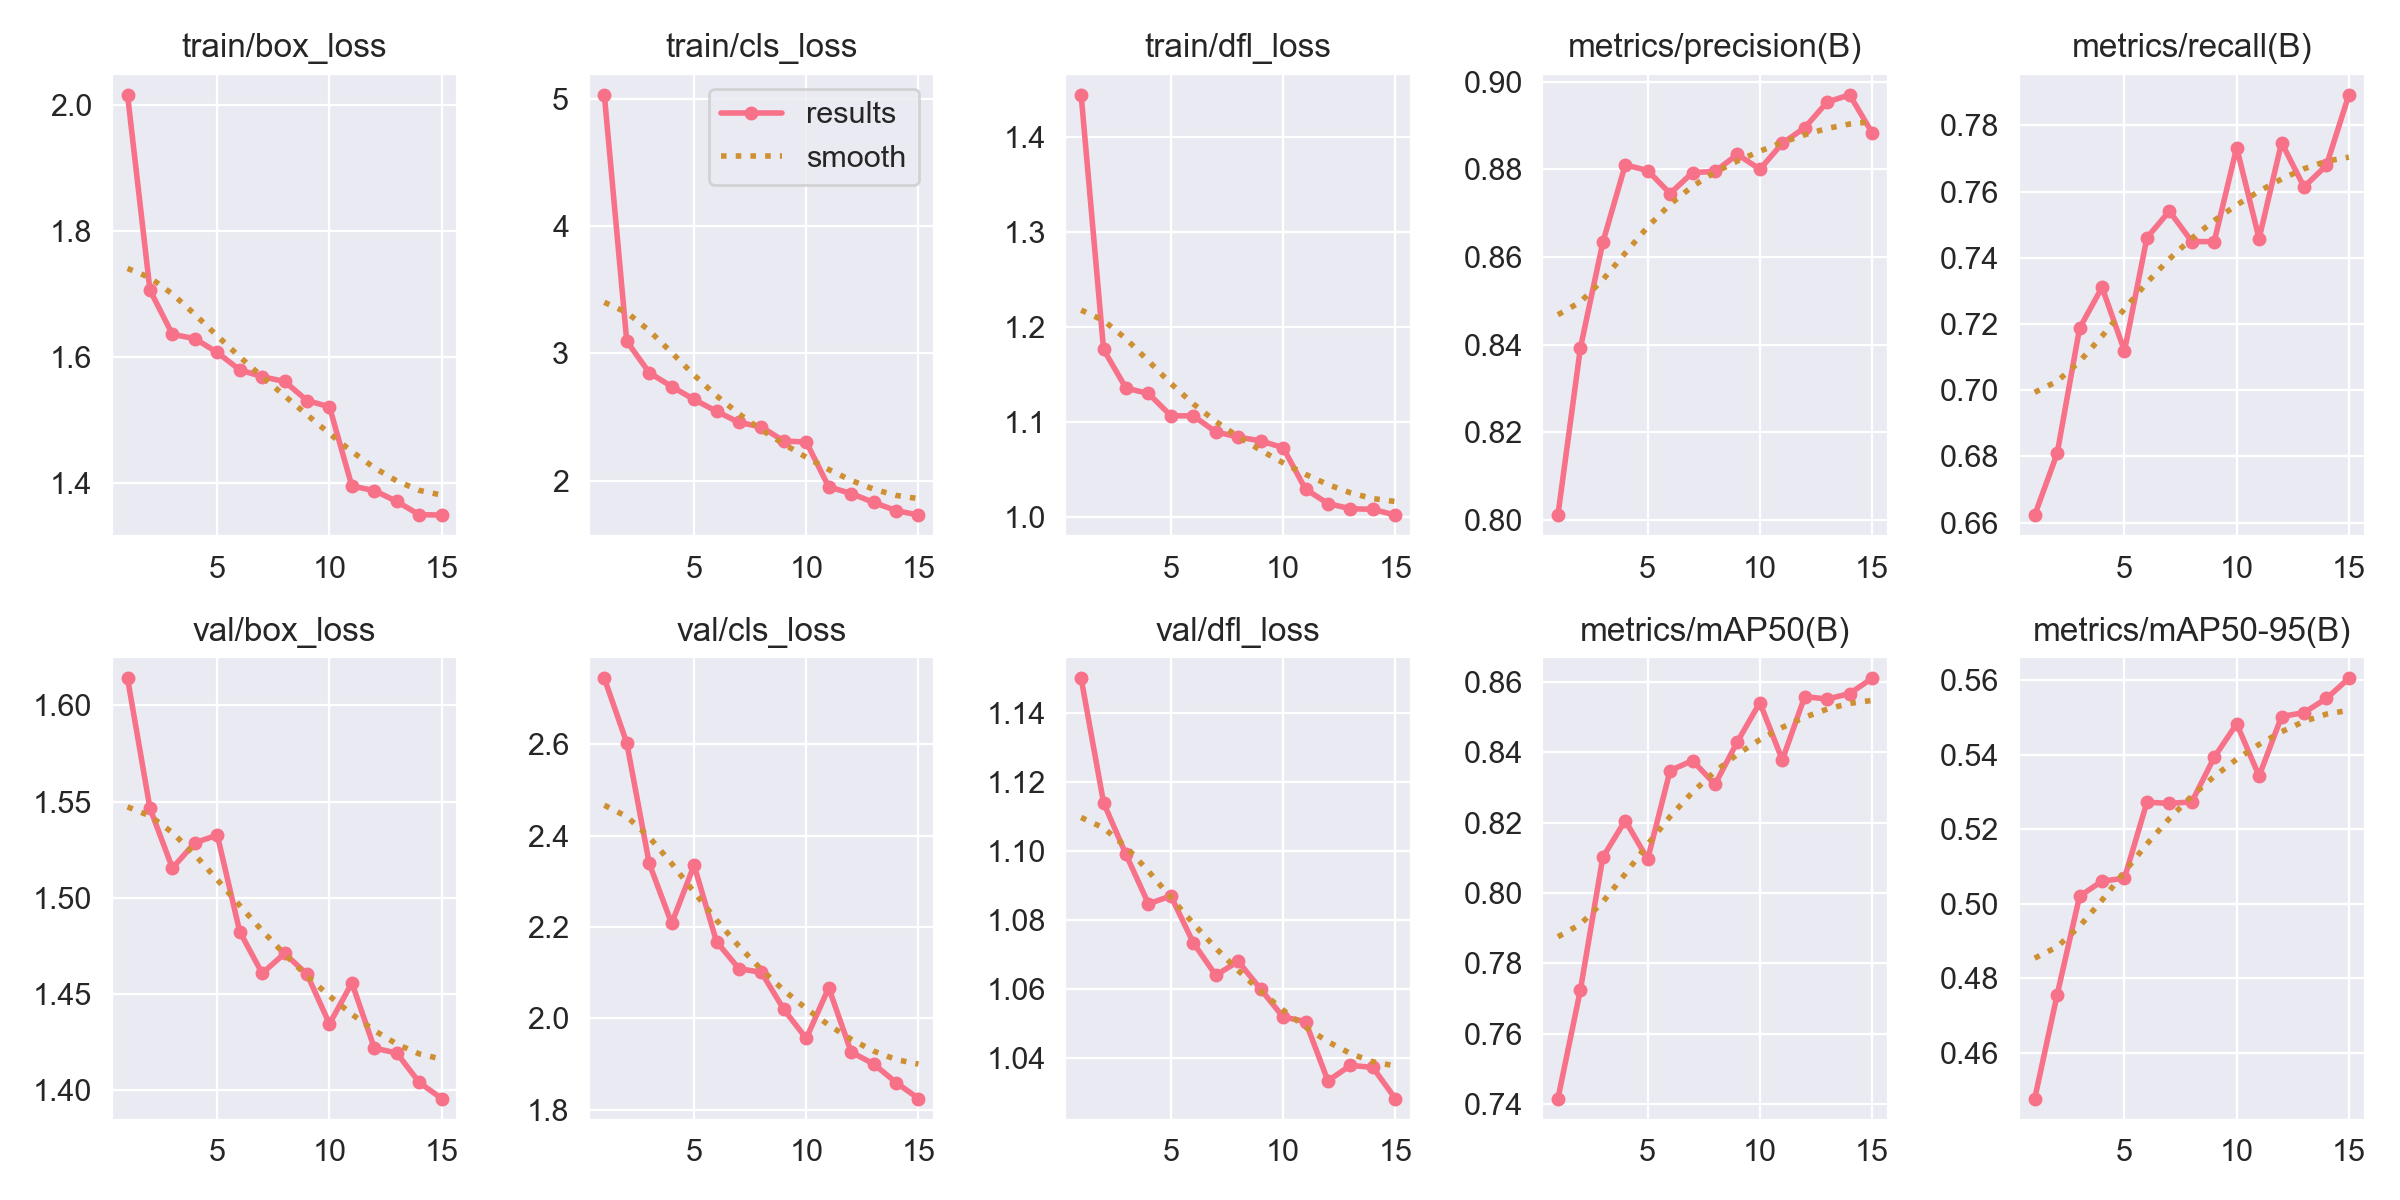 train/box_loss
2.0
1.8
1.6
1.4
5 10 15
train/cls_loss
results
smooth
5
4
3
2
5 10 15
train/dfl_loss
1.4
1.3
1.2
1.1
1.0
5 10 15
metrics/precision(B)
0.90
0.88
0.86
0.84
0.82
0.80
5 10 15
metrics/recall(B)
0.78
0.76
0.74
0.72
0.70
0.68
0.66
5 10 15
val/box_loss
1.60
1.55
1.50
1.45
1.40
5 10 15
val/cls_loss
2.6
2.4
2.2
2.0
1.8
5 10 15
val/dfl_loss
1.14
1.12
1.10
1.08
1.06
1.04
5 10 15
metrics/mAP50(B)
0.86
0.84
0.82
0.80
0.78
0.76
0.74
5 10 15
metrics/mAP50-95(B)
0.56
0.54
0.52
0.50
0.48
0.46
5 10 15